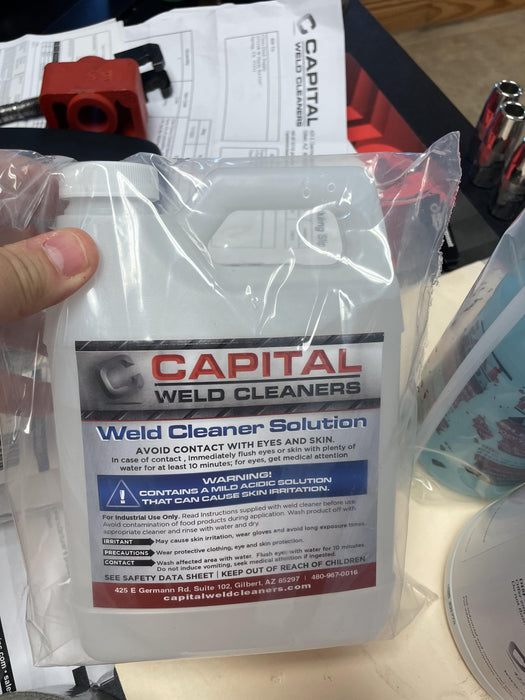 CAPITAL
WELD CLEANERS
CAPITAL
WELD CLEANERS
Weld Cleaner Solution
AVOID CONTACT WITH EYES AND SKIN.
In case of contact , Immediately flush eyes or skin with plenty of
water for at least 10 minutes; for eyes, get medical attention
WARNING!
CONTAINS A MILD ACIDIC SOLUTION
THAT CAN CAUSE SKIN IRRITATION.
For Industrial Use Only. Read Instructions supplied with weld cleaner before use.
Avoid contamination of food products during application. Wash product off with
appropriate cleaner and rinse with water and dry
IRRITANT May cause skin irritation, wear gloves and avoid long exposure times.
PRECAUTIONS Wear protective clothing, eye and skin protection.
CONTACT Wash affected area with water. Flush eyes with water for 10 minutes.
Do not induce vomiting, seek medical attention if ingested.
SEE SAFETY DATA SHEET | KEEP OUT OF REACH OF CHILDREN
425 E Germann Rd. Suite 102, Gilbert, AZ 85297 | 480-967-0016
capitalweldcleaners.com